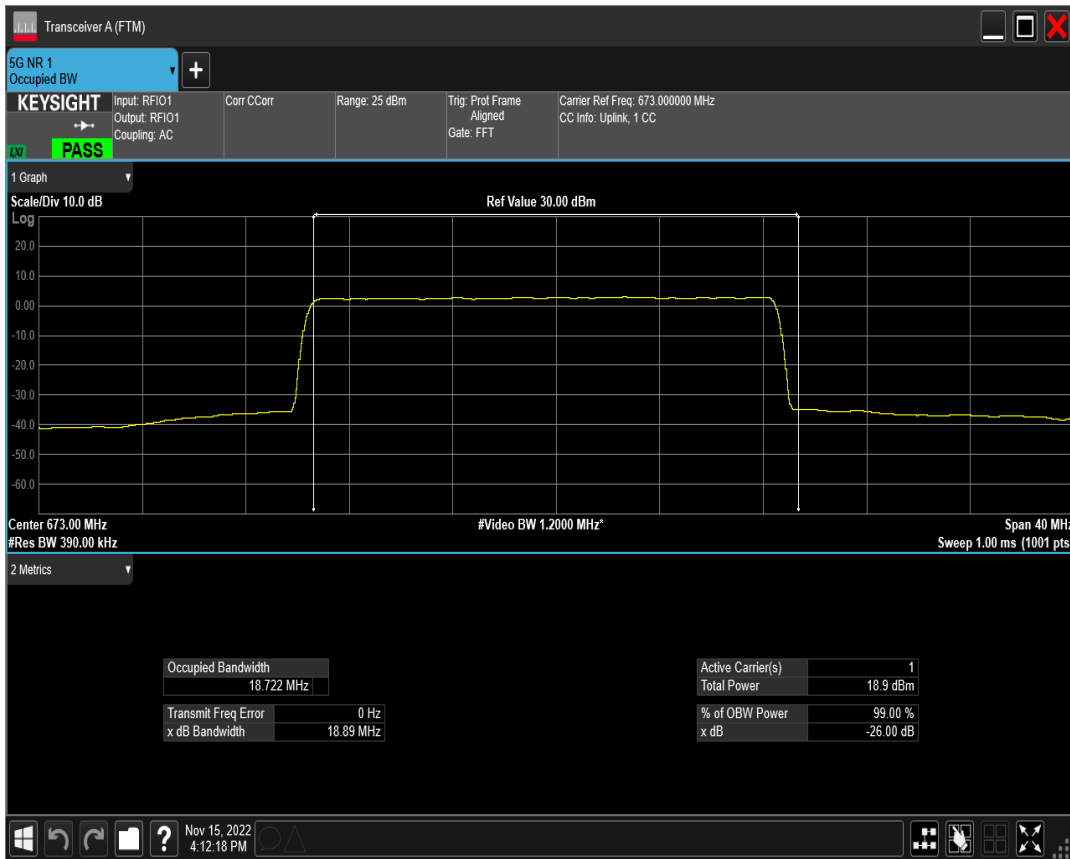 Transceiver A (FTM)
5G NR 1
Occupied BW
KEYSIGHT
LXI
PASS
Input: RFIO1
Output: RFIO1
Coupling: AC
Corr CCorr
Range: 25 dBm
Trig: Prot Frame
Aligned
Gate: FFT
Carrier Ref Freq: 673.000000 MHz
CC Info: Uplink, 1 CC
1 Graph
Scale/Div 10.0 dB
Ref Value 30.00 dBm
Log
20.0
10.0
0.00
-10.0
-20.0
-30.0
-40.0
-50.0
-60.0
Center 673.00 MHz
#Video BW 1.2000 MHz*
Span 40 MHz
#Res BW 390.00 kHz
Sweep 1.00 ms (1001 pts
2 Metrics
Occupied Bandwidth
18.722 MHz
Transmit Freq Error 0 Hz
x dB Bandwidth 18.89 MHz
Active Carrier(s) 1
Total Power 18.9 dBm
% of OBW Power 99.00 %
x dB -26.00 dB
?
Nov 15, 2022
4:12:18 PM